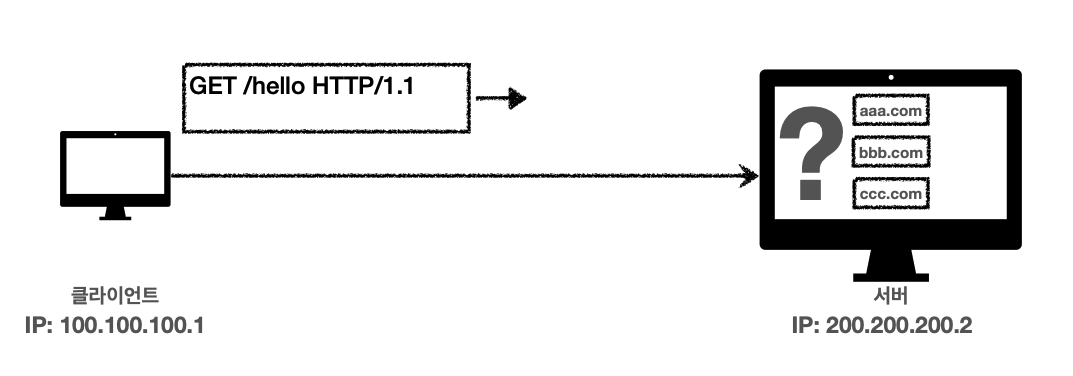 GET /hello HTTP/1.1
?
aaa.com
bbb.com
ccc.com
클라이언트
IP: 100.100.100.1
서버
IP: 200.200.200.2